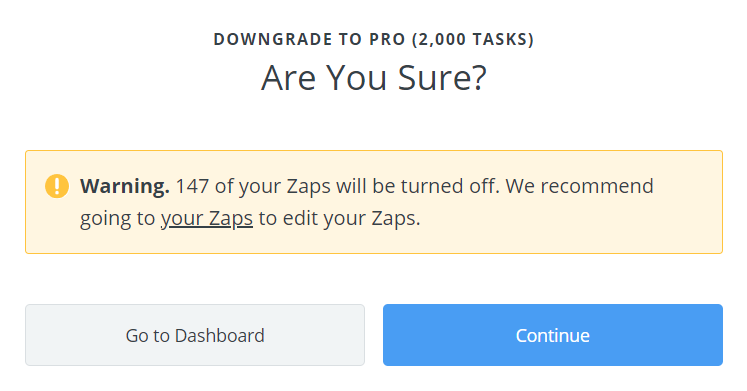 DOWNGRADE TO PRO (2,000 TASKS)
Are You Sure?
Warning. 147 of your Zaps will be turned off. We recommend
going to your Zaps to edit your Zaps.
Go to Dashboard
Continue